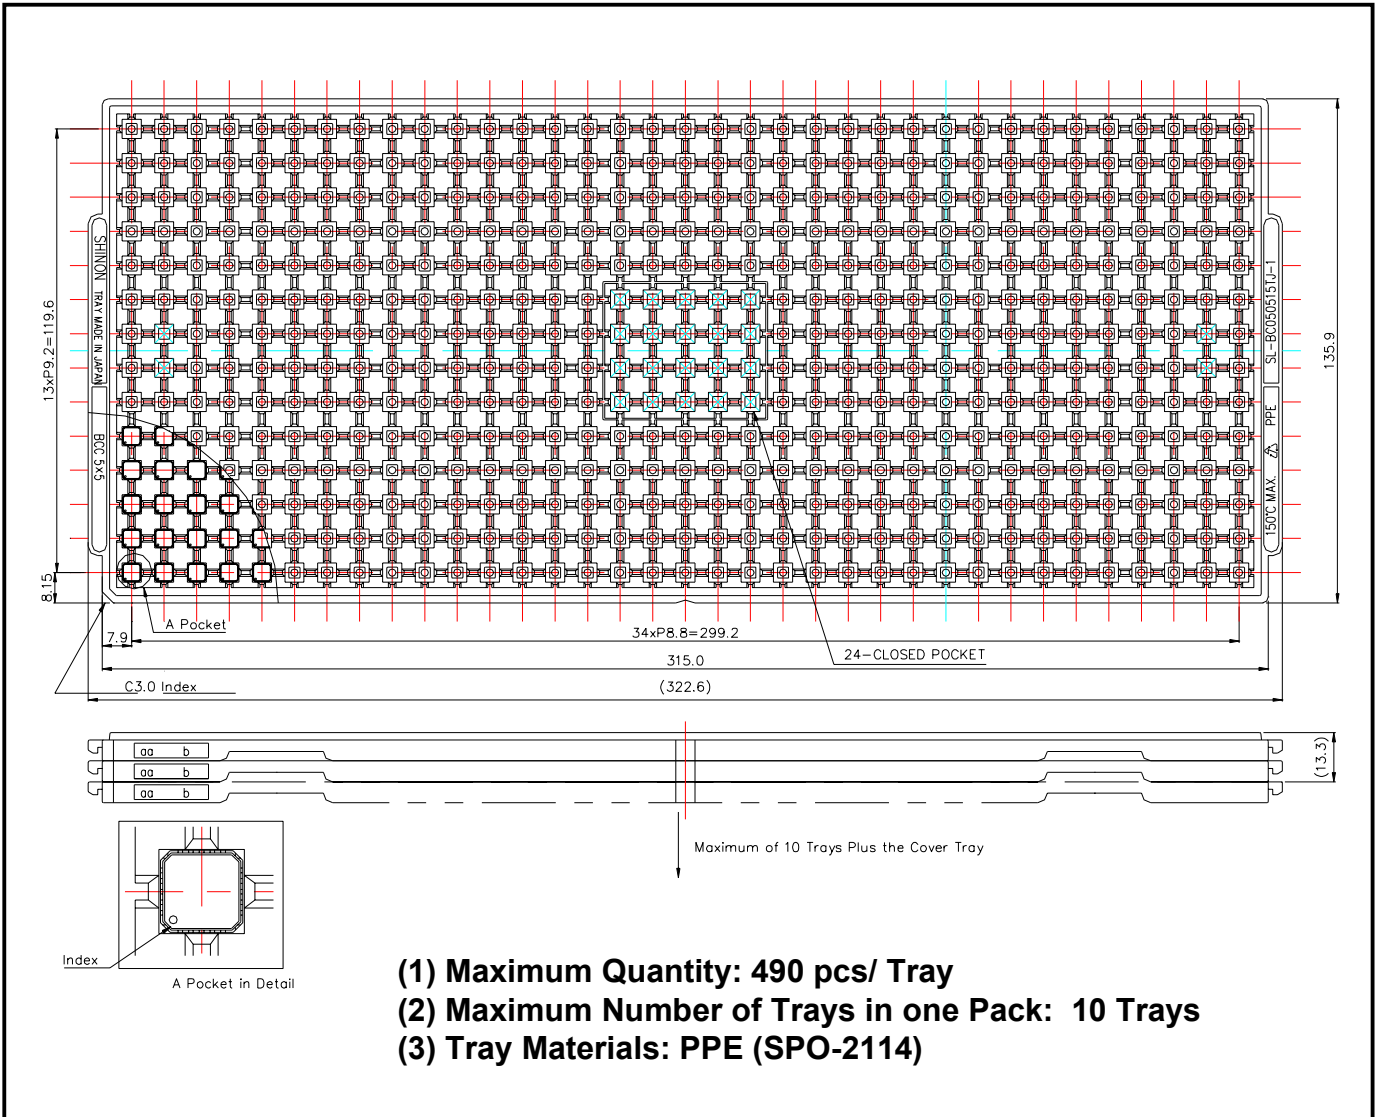 SHINON TRAY MADE IN JAPAN
BCC 5x5
13xP9.2=119.6
8.15
7.9
A Pocket
C3.0 Index
34xP8.8=299.2
315.0
(322.6)
24-CLOSED POCKET
SL-BC050515TJ-1
150°C MAX.
PPE
135.9
aa b
aa b
aa b
(13.3)
Maximum of 10 Trays Plus the Cover Tray
Index
A Pocket in Detail
(1) Maximum Quantity: 490 pcs/ Tray
(2) Maximum Number of Trays in one Pack: 10 Trays
(3) Tray Materials: PPE (SPO-2114)